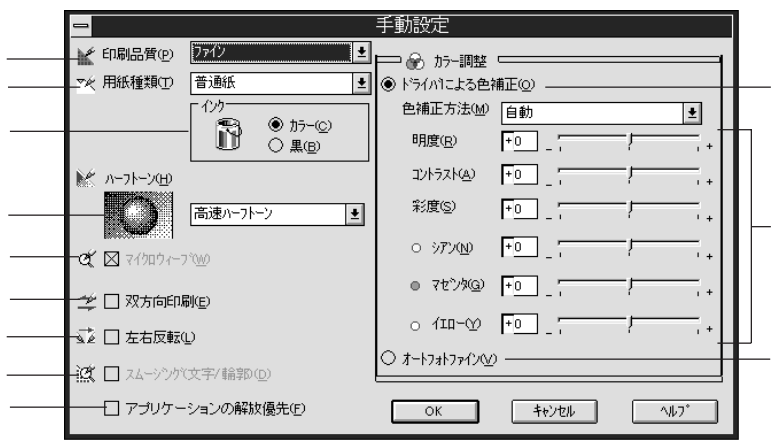 手動設定
印刷品質(P) ファイン
用紙種類(T) 普通紙
インク
カラー(C)
黒(B)
ハーフトーン(H)
高速ハーフトーン
マイクロウィーブ(W)
双方向印刷(E)
左右反転(L)
スムージング(文字/輪郭)(D)
アプリケーションの解放優先(F)
カラー調整
ドライバによる色補正(O)
色補正方法(M) 自動
明度(R) +0 - +
コントラスト(A) +0 - +
彩度(S) +0 - +
シアン(N) +0 - +
マゼンタ(G) +0 - +
イエロー(Y) +0 - +
オートフォトファイン(V)
OK キャンセル ヘルプ